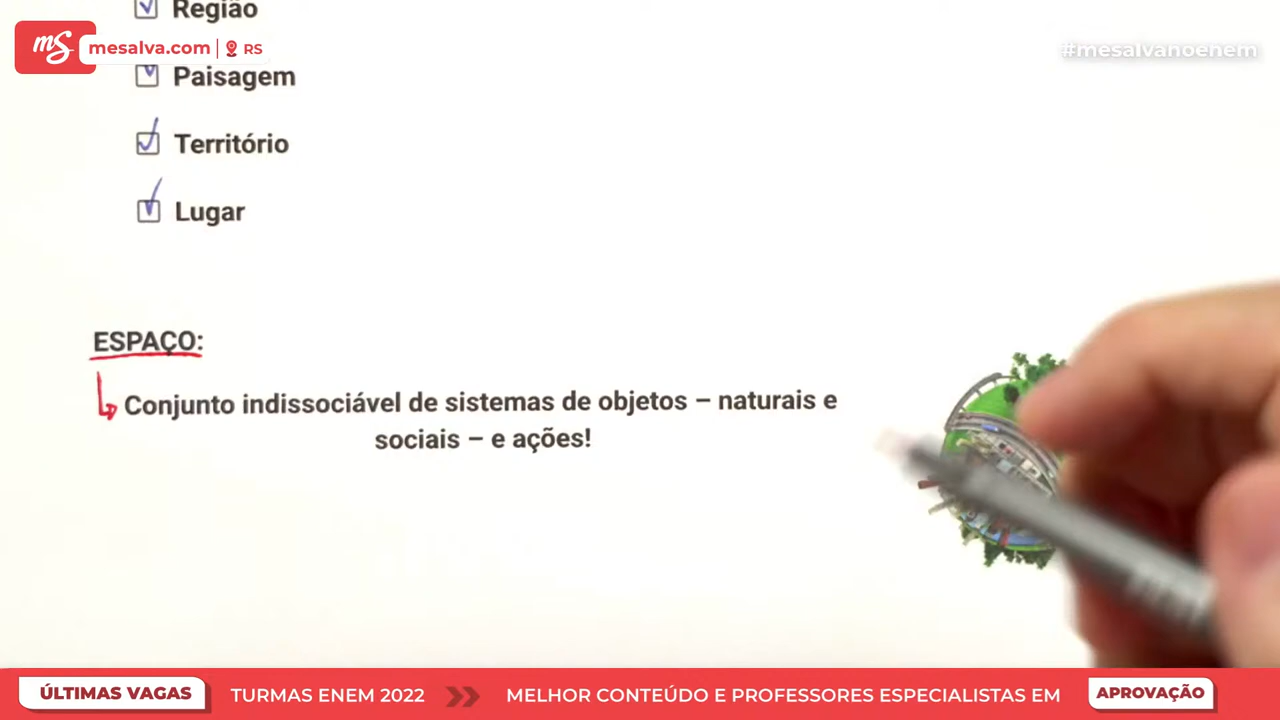 Região
mS mesalva.com | RS
#mesalvanoenem
Paisagem
Território
Lugar
ESPAÇO:
Conjunto indissociável de sistemas de objetos – naturais e
sociais – e ações!
ÚLTIMAS VAGAS TURMAS ENEM 2022 MELHOR CONTEÚDO E PROFESSORES ESPECIALISTAS EM APROVAÇÃO